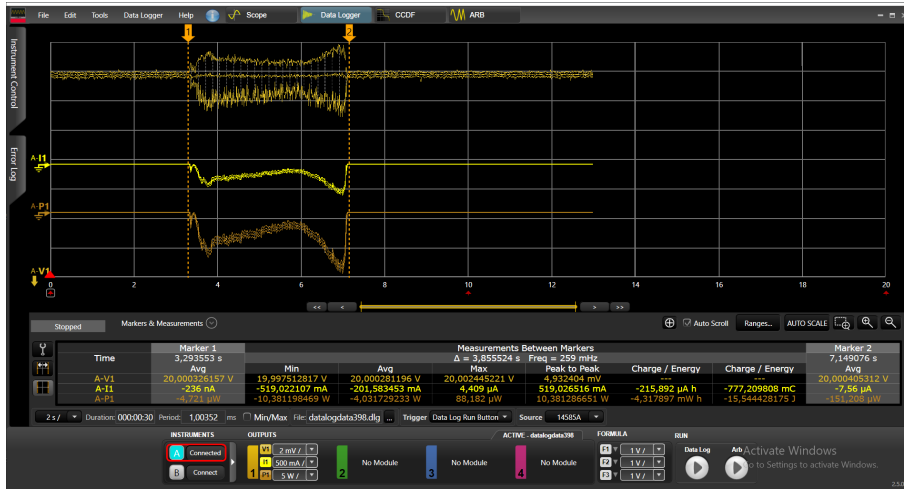 File Edit Tools Data Logger Help Scope Data Logger CCDF ARB
Instrument Control
Error Log
1 2
A-I1
A-P1
A-V1
0 2 4 6 8 10 12 14 16 18 20
<< < > >>
Stopped Markers & Measurements Auto Scroll Ranges... AUTO SCALE
Marker 1 Measurements Between Markers Marker 2
Time 3,293553 s Δ = 3,855524 s Freq = 259 mHz 7,149076 s
Avg Min Avg Max Peak to Peak Charge / Energy Charge / Energy Avg
A-V1 20,000326157 V 19,997512817 V 20,000281196 V 20,002445221 V 4,932404 mV --- --- 20,000405312 V
A-I1 -236 nA -519,022107 mA -201,583453 mA 4,409 µA 519,026516 mA -215,892 µA h -777,209808 mC -7,56 µA
A-P1 -4,721 µW -10,381198469 W -4,031729233 W 88,182 µW 10,381286651 W -4,317897 mW h -15,544428175 J -151,208 µW
2 s/ Duration: 000:00:30 Period: 1,00352 ms Min/Max File: datalogdata398.dlg ... Trigger Data Log Run Button Source 14585A
INSTRUMENTS OUTPUTS ACTIVE - datalogdata398 FORMULA RUN
A Connected
B Connect
1 V1 2 mV/
I1 500 mA/
P1 5 W/
2 No Module 3 No Module 4 No Module
F1 1 V/
F2 1 V/
F3 1 V/
Data Log Arb
Activate Windows
Go to Settings to activate Windows.